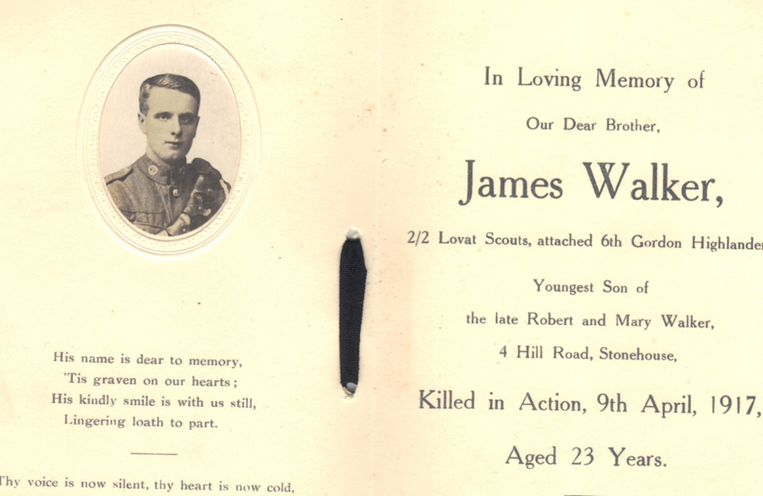 His name is dear to memory,
'Tis graven on our hearts;
His kindly smile is with us still,
Lingering loath to part.
Thy voice is now silent, thy heart is now cold,
In Loving Memory of
Our Dear Brother,
James Walker,
2/2 Lovat Scouts, attached 6th Gordon Highlander
Youngest Son of
the late Robert and Mary Walker,
4 Hill Road, Stonehouse,
Killed in Action, 9th April, 1917,
Aged 23 Years.